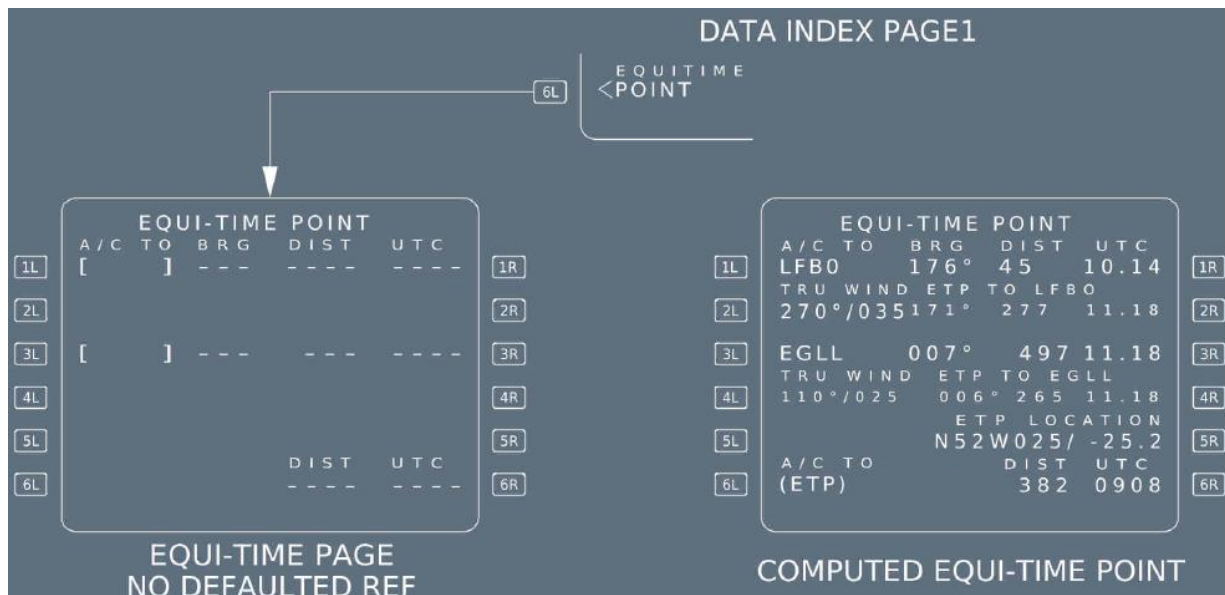 DATA INDEX PAGE1
EQUITIME
6L <POINT
EQUI-TIME POINT
A/C TO BRG DIST UTC
1L [ ] --- ---- ---- 1R
2L 2R
3L [ ] --- --- ---- 3R
4L 4R
5L 5R
DIST UTC
6L ---- ---- 6R
EQUI-TIME PAGE
NO DEFAULTED REF
EQUI-TIME POINT
A/C TO BRG DIST UTC
1L LFBO 176° 45 10.14 1R
TRU WIND ETP TO LFBO
2L 270°/035 171° 277 11.18 2R
3L EGLL 007° 497 11.18 3R
TRU WIND ETP TO EGLL
4L 110°/025 006° 265 11.18 4R
ETP LOCATION
5L N52W025/ -25.2 5R
A/C TO DIST UTC
6L (ETP) 382 0908 6R
COMPUTED EQUI-TIME POINT